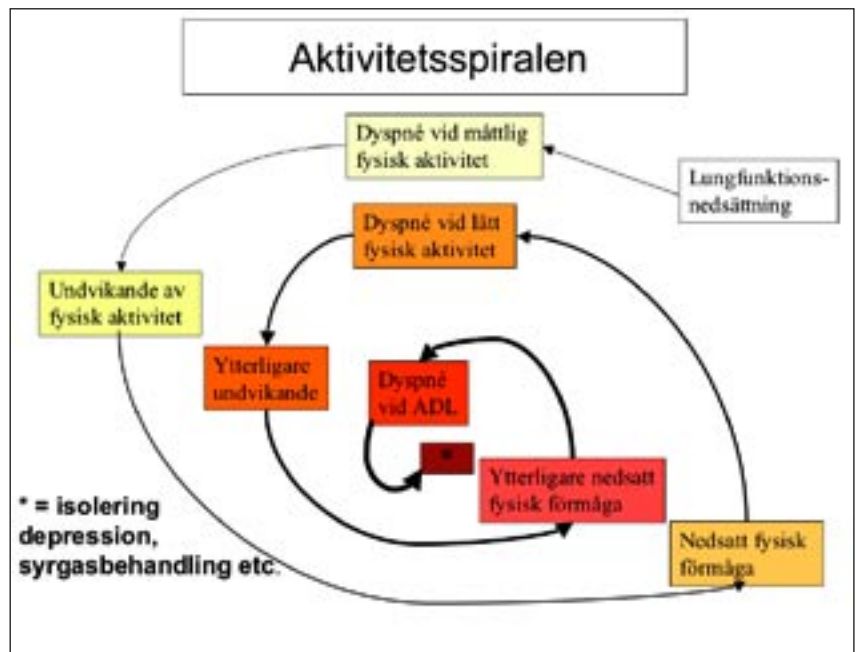 Aktivitetsspiralen
Dyspné vid måttlig
fysisk aktivitet
Lungfunktions-
nedsättning
Dyspné vid lätt
fysisk aktivitet
Undvikande av
fysisk aktivitet
Ytterligare
undvikande
Dyspné
vid ADL
*
Ytterligare nedsatt
fysisk förmåga
* = isolering
depression,
syrgasbehandling etc.
Nedsatt fysisk
förmåga